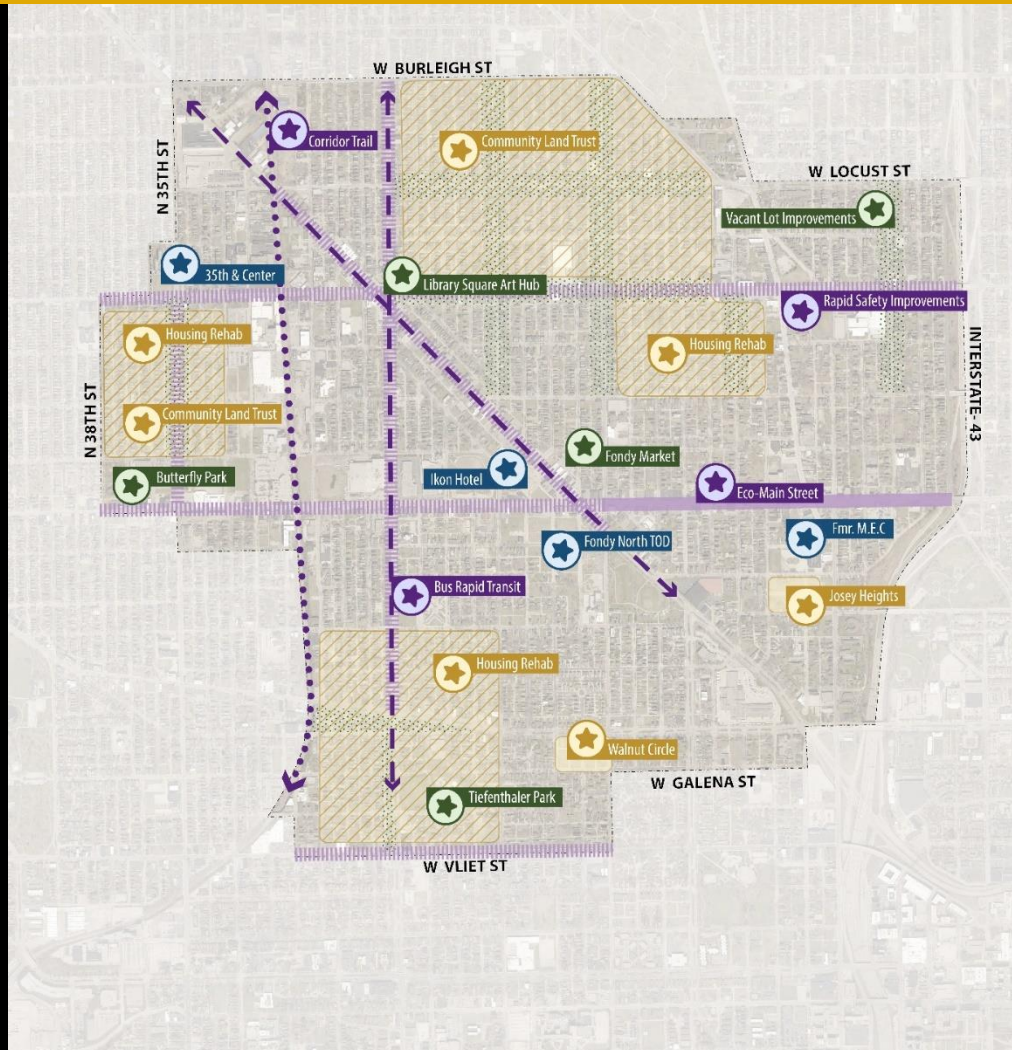 W BURLEIGH ST
Corridor Trail
Community Land Trust
N 35TH ST
W LOCUST ST
Vacant Lot Improvements
35th & Center
Library Square Art Hub
Rapid Safety Improvements
Housing Rehab
Housing Rehab
INTERSTATE- 43
N 38TH ST
Community Land Trust
Fondy Market
Butterfly Park
Ikon Hotel
Eco-Main Street
Fmr. M.E.C
Fondy North TOD
Bus Rapid Transit
Josey Heights
Housing Rehab
Walnut Circle
W GALENA ST
Tiefenthaler Park
W VLIET ST